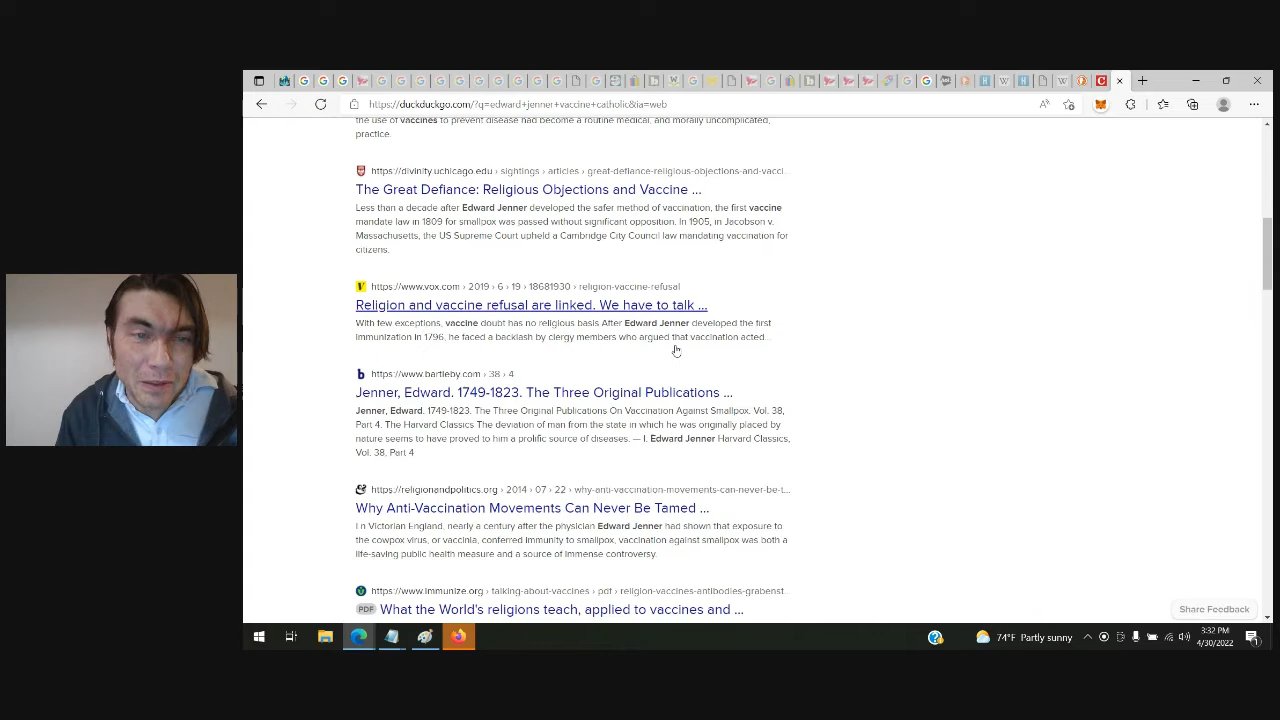 https://duckduckgo.com/?q=edward+jenner+vaccine+catholic&ia=web
the use of vaccines to prevent disease had become a routine medical, and morally uncomplicated,
practice.
https://divinity.uchicago.edu › sightings › articles › great-defiance-religious-objections-and-vacci...
The Great Defiance: Religious Objections and Vaccine ...
Less than a decade after Edward Jenner developed the safer method of vaccination, the first vaccine
mandate law in 1809 for smallpox was passed without significant opposition. In 1905, in Jacobson v.
Massachusetts, the US Supreme Court upheld a Cambridge City Council law mandating vaccination for
citizens.
https://www.vox.com › 2019 › 6 › 19 › 18681930 › religion-vaccine-refusal
Religion and vaccine refusal are linked. We have to talk ...
With few exceptions, vaccine doubt has no religious basis After Edward Jenner developed the first
immunization in 1796, he faced a backlash by clergy members who argued that vaccination acted...
https://www.bartleby.com › 38 › 4
Jenner, Edward. 1749-1823. The Three Original Publications ...
Jenner, Edward. 1749-1823. The Three Original Publications On Vaccination Against Smallpox. Vol. 38,
Part 4. The Harvard Classics The deviation of man from the state in which he was originally placed by
nature seems to have proved to him a prolific source of diseases. — I. Edward Jenner Harvard Classics,
Vol. 38, Part 4
https://religionandpolitics.org › 2014 › 07 › 22 › why-anti-vaccination-movements-can-never-be-t...
Why Anti-Vaccination Movements Can Never Be Tamed ...
I n Victorian England, nearly a century after the physician Edward Jenner had shown that exposure to
the cowpox virus, or vaccinia, conferred immunity to smallpox, vaccination against smallpox was both a
life-saving public health measure and a source of immense controversy.
https://www.immunize.org › talking-about-vaccines › pdf › religion-vaccines-antibodies-grabenst...
PDF What the World's religions teach, applied to vaccines and ...
Share Feedback
74°F Partly sunny
3:32 PM
4/30/2022